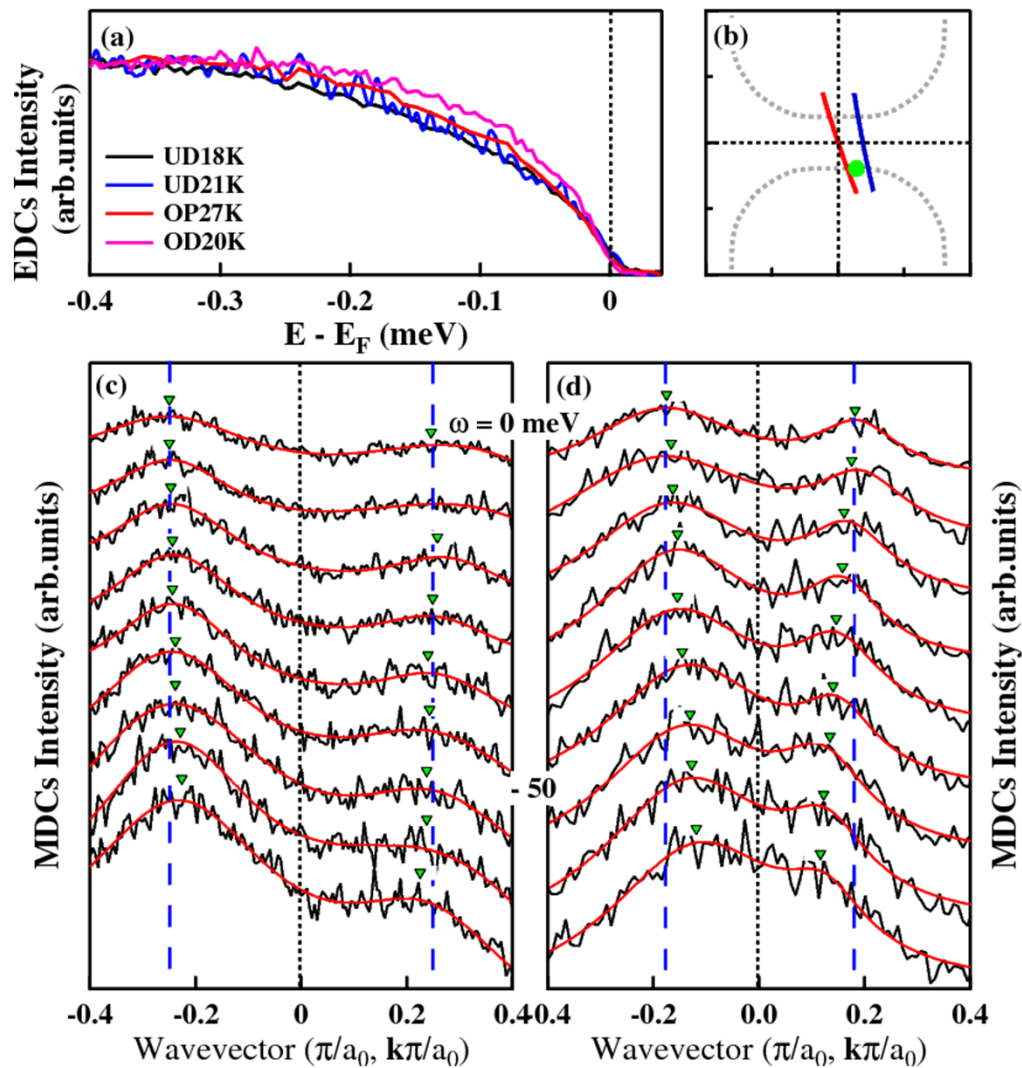 (a)
(b)
EDCs Intensity
(arb.units)
UD18K
UD21K
OP27K
OD20K
-0.4 -0.3 -0.2 -0.1 0
E - E_F (meV)
(c)
(d)
ω = 0 meV
- 50
MDCs Intensity (arb.units)
MDCs Intensity (arb.units)
-0.4 -0.2 0 0.2 0.4
-0.2 0.0 0.2 0.4
Wavevector (π/a₀, kπ/a₀)
Wavevector (π/a₀, kπ/a₀)